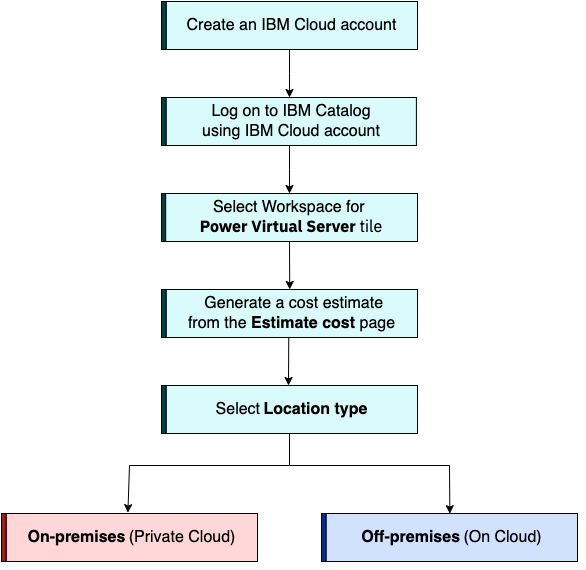 Create an IBM Cloud account
Log on to IBM Catalog
using IBM Cloud account
Select Workspace for
Power Virtual Server tile
Generate a cost estimate
from the Estimate cost page
Select Location type
On-premises (Private Cloud)
Off-premises (On Cloud)